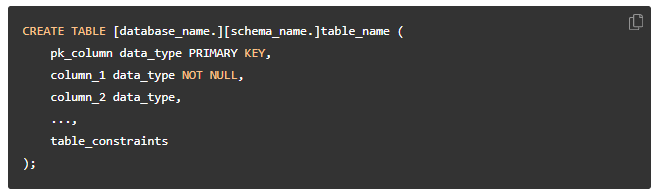 CREATE TABLE [database_name.][schema_name.]table_name (
    pk_column data_type PRIMARY KEY,
    column_1 data_type NOT NULL,
    column_2 data_type,
    ...,
    table_constraints
);